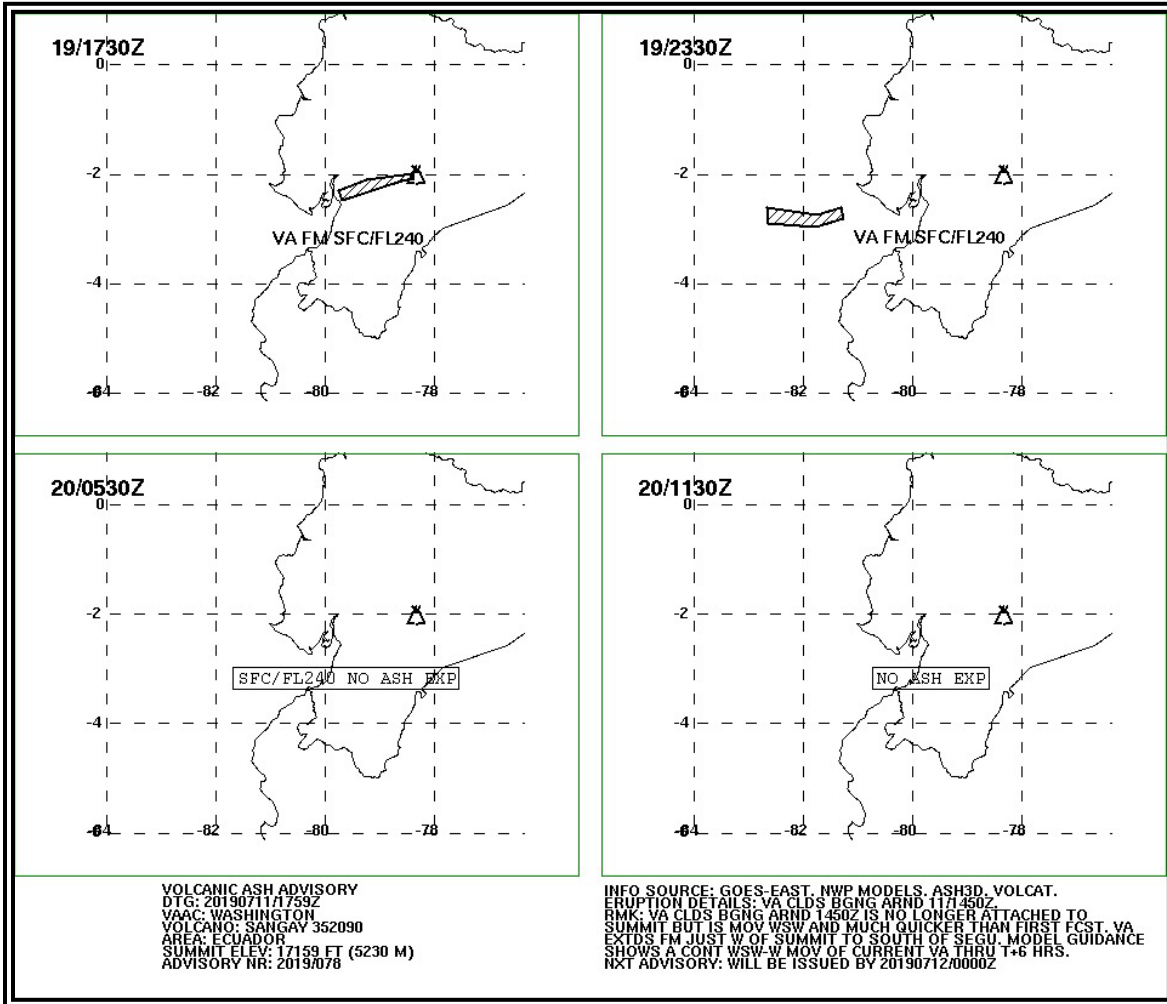 19/1730Z
0
-2
VA FM SFC/FL240
-4
-6
-84
-82
-80
-78
19/2330Z
0
-2
VA FM SFC/FL240
-4
-6
-84
-82
-80
-78
20/0530Z
0
-2
SFC/FL240 NO ASH EXP
-4
-6
-84
-82
-80
-78
20/1130Z
0
-2
NO ASH EXP
-4
-6
-84
-82
-80
-78
VOLCANIC ASH ADVISORY
DTG: 20190711/1759Z
VAAC: WASHINGTON
VOLCANO: SANGAY 352090
AREA: ECUADOR
SUMMIT ELEV: 17159 FT (5230 M)
ADVISORY NR: 2019/078
INFO SOURCE: GOES-EAST. NWP MODELS. ASH3D. VOLCAT.
ERUPTION DETAILS: VA CLDS BGNG ARND 11/1450Z.
RMK: VA CLDS BGNG ARND 1450Z IS NO LONGER ATTACHED TO
SUMMIT BUT IS MOV WSW AND MUCH QUICKER THAN FIRST FCST. VA
EXTDS FM JUST W OF SUMMIT TO SOUTH OF SEGU. MODEL GUIDANCE
SHOWS A CONT WSW-W MOV OF CURRENT VA THRU T+6 HRS.
NXT ADVISORY: WILL BE ISSUED BY 20190712/0000Z